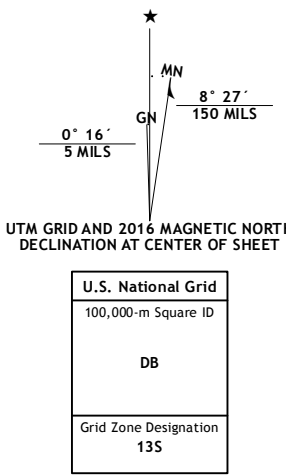 ★
MN
GN
8° 27´
150 MILS
0° 16´
5 MILS
UTM GRID AND 2016 MAGNETIC NORTH
DECLINATION AT CENTER OF SHEET
U.S. National Grid
100,000-m Square ID
DB
Grid Zone Designation
13S